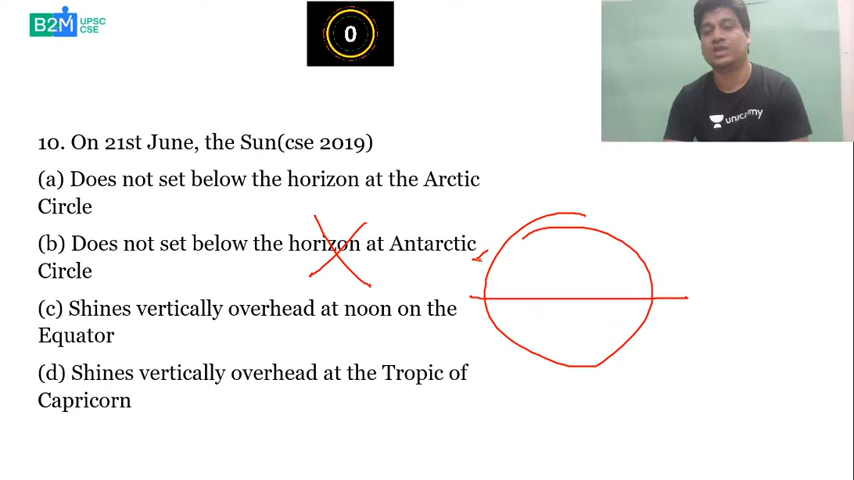 B2M UPSC
CSE
0
unacademy
10. On 21st June, the Sun(cse 2019)
(a) Does not set below the horizon at the Arctic
Circle
(b) Does not set below the horizon at Antarctic
Circle
(c) Shines vertically overhead at noon on the
Equator
(d) Shines vertically overhead at the Tropic of
Capricorn